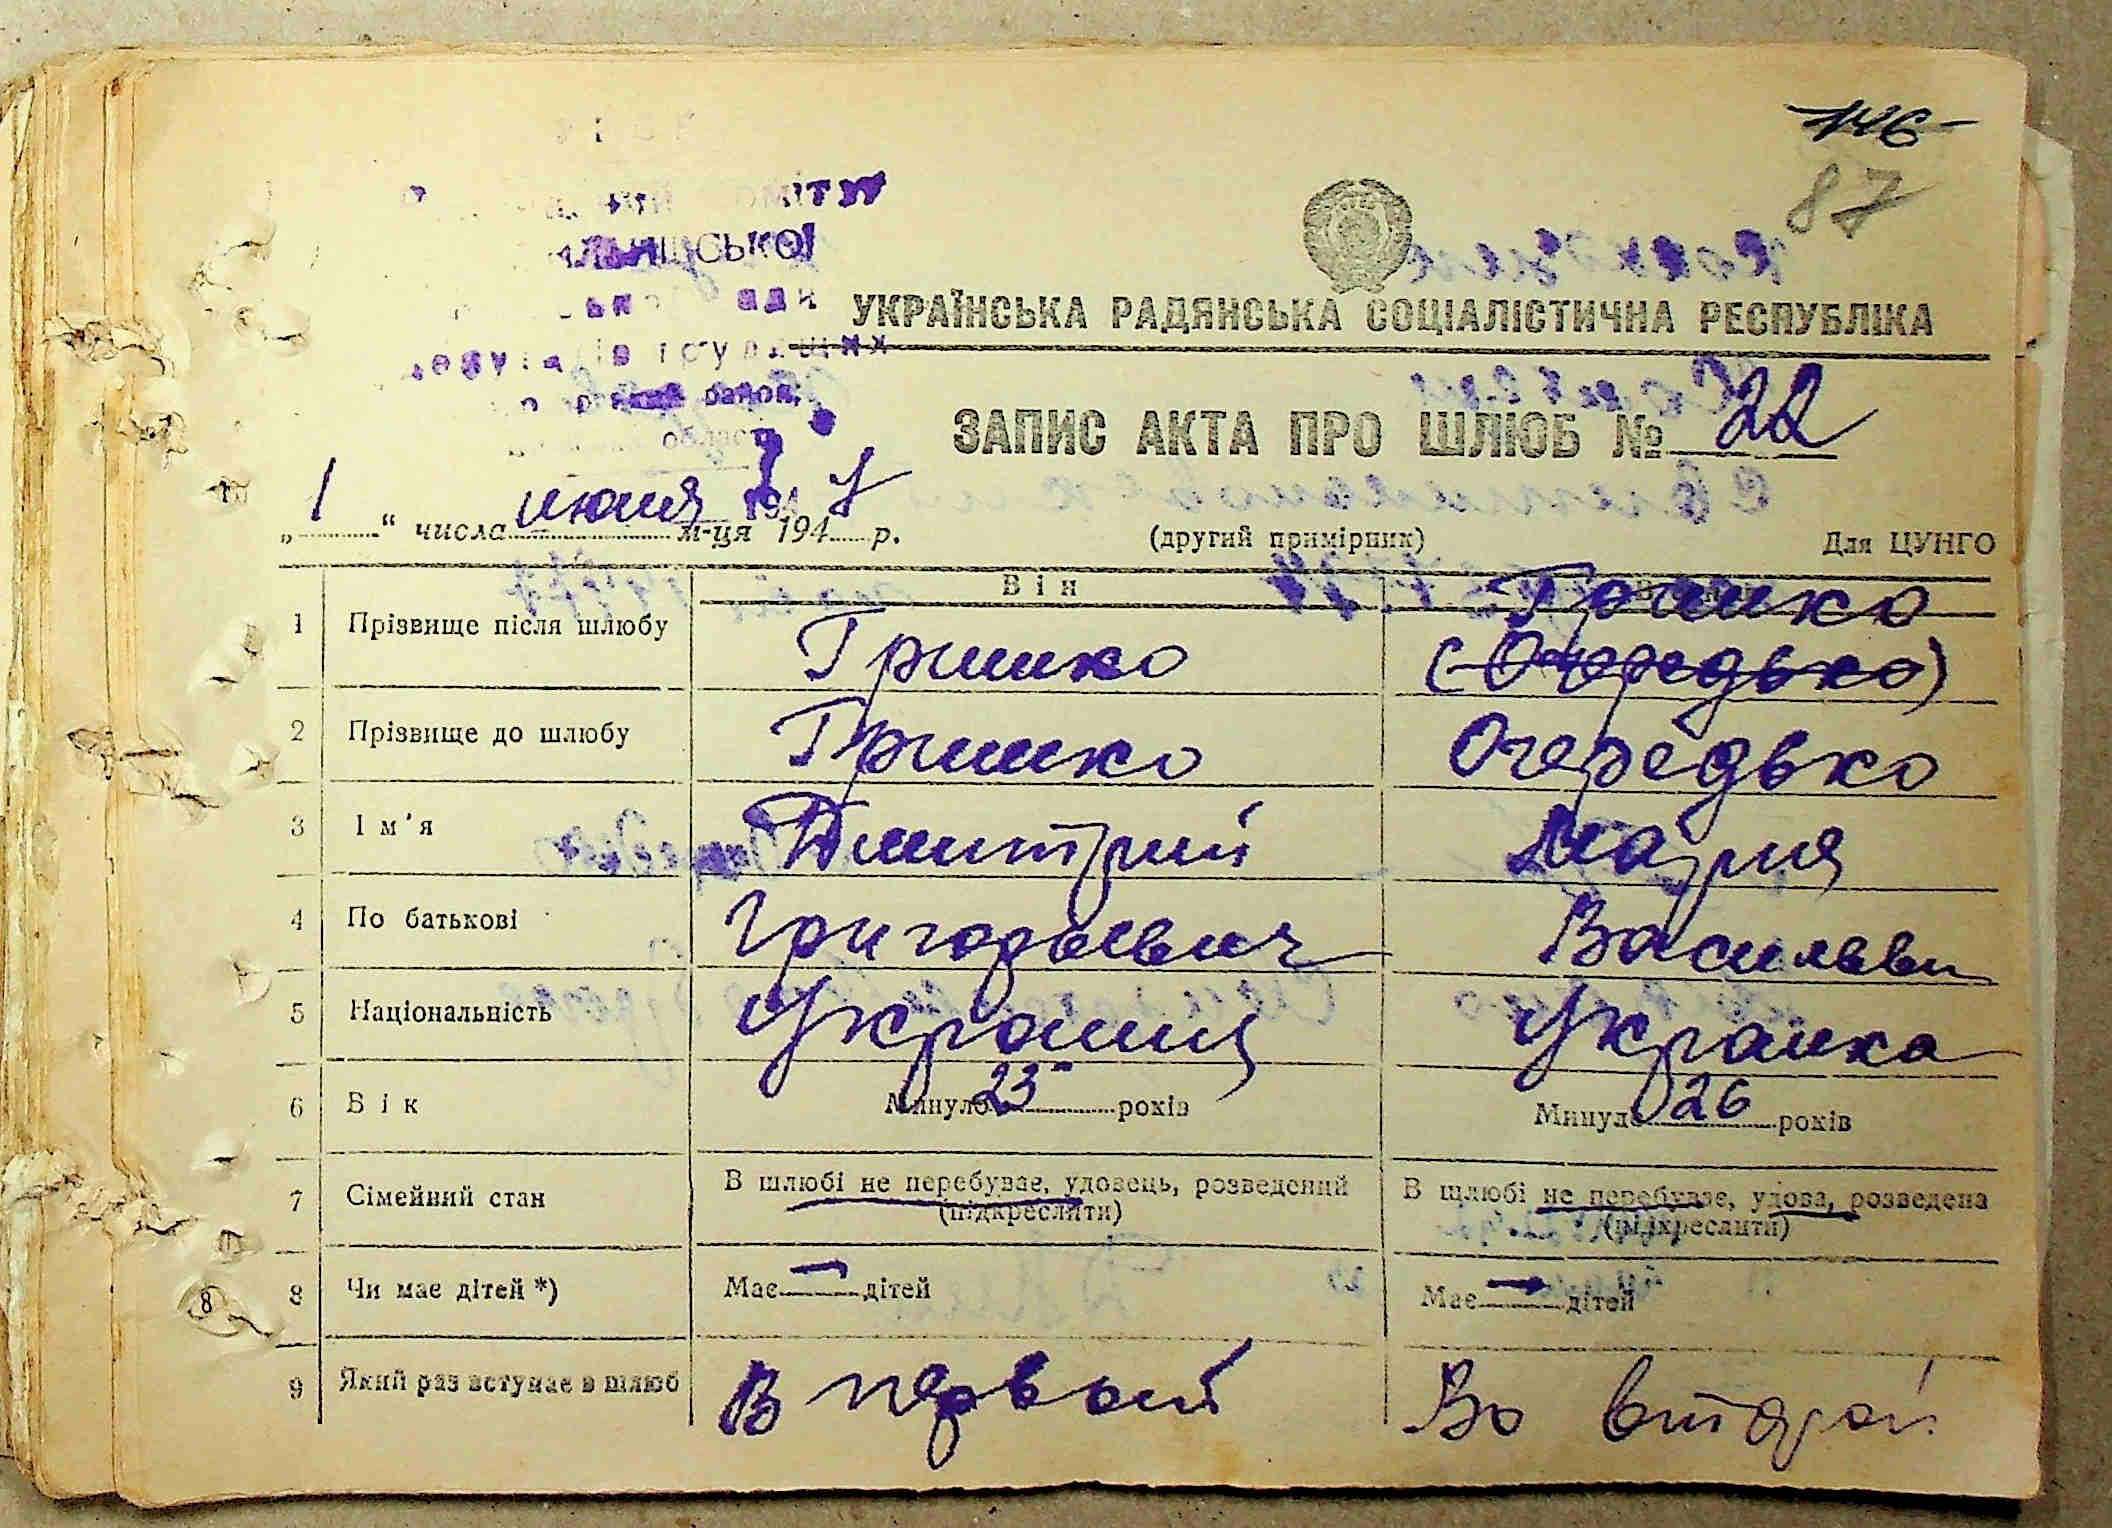 146
87
УКРАЇНСЬКА РАДЯНСЬКА СОЦІАЛІСТИЧНА РЕСПУБЛІКА
ЗАПИС АКТА ПРО ШЛЮБ № 22
„1“ числа июня м-ця 1947 р.
(другий примірник) Для ЦУНГО
Він
1 Прізвище після шлюбу Гришко Гришко
(Очередько)
2 Прізвище до шлюбу Гришко Очередько
3 Ім'я Дмитрий Мария
4 По батькові Григорьевич Васильевн
5 Національність Украинц Украинка
6 Вік Минуло 23 років Минуло 26 років
7 Сімейний стан В шлюбі не перебуває, удовець, розведений В шлюбі не перебуває, удова, розведена
(підкреслити) (підкреслити)
8 Чи має дітей *) Має — дітей Має — дітей
9 Який раз вступає в шлюб В первый Во второй
8